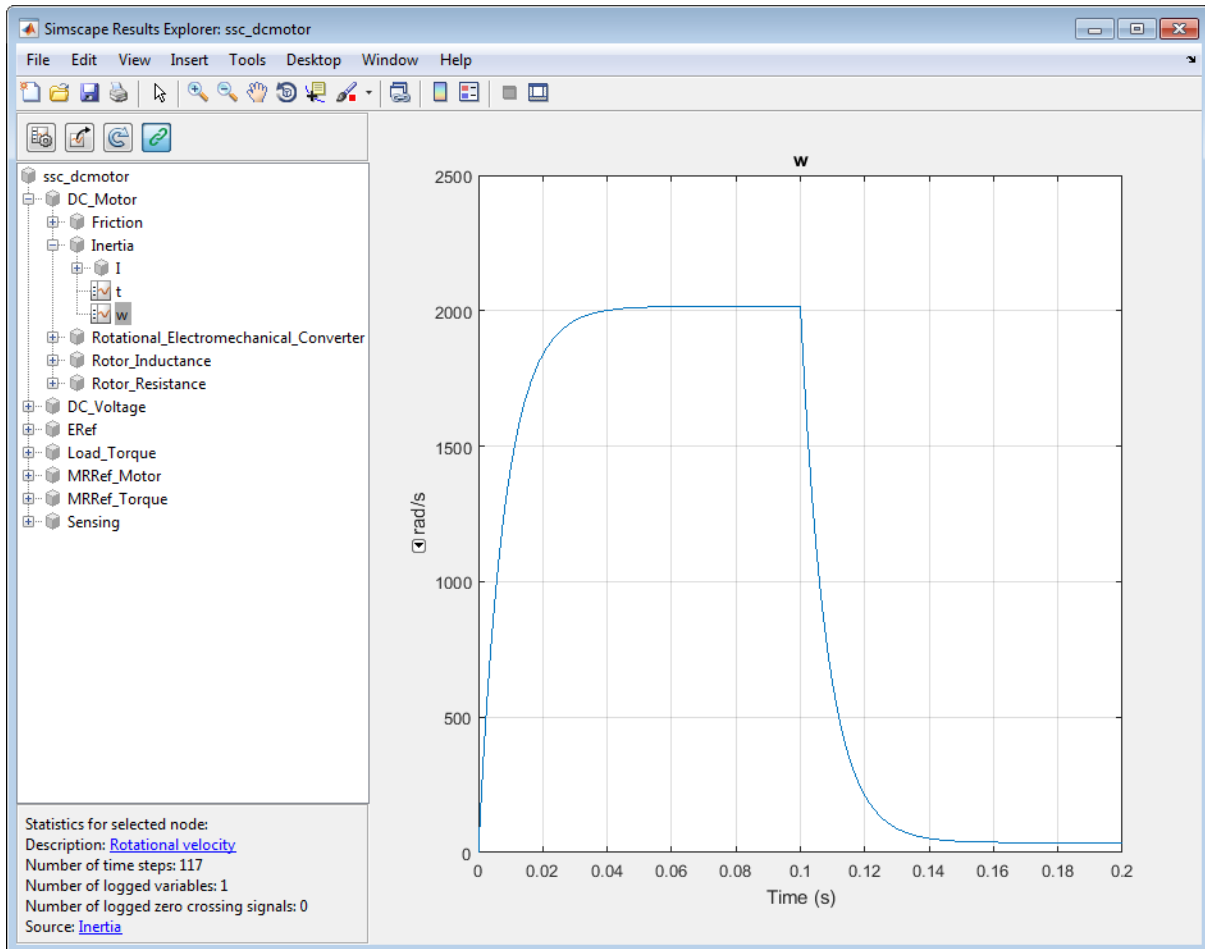 Simscape Results Explorer: ssc_dcmotor
File Edit View Insert Tools Desktop Window Help
ssc_dcmotor
DC_Motor
Friction
Inertia
I
t
w
Rotational_Electromechanical_Converter
Rotor_Inductance
Rotor_Resistance
DC_Voltage
ERef
Load_Torque
MRRef_Motor
MRRef_Torque
Sensing
Statistics for selected node:
Description: Rotational velocity
Number of time steps: 117
Number of logged variables: 1
Number of logged zero crossing signals: 0
Source: Inertia
w
2500
2000
1500
1000
500
0
rad/s
0 0.02 0.04 0.06 0.08 0.1 0.12 0.14 0.16 0.18 0.2
Time (s)